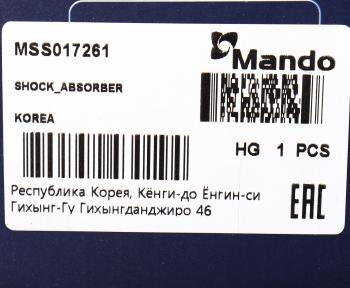 MSS017261
Mando
SHOCK_ABSORBER
KOREA
HG 1 PCS
Республика Корея, Кёнги-до Ёнгин-си
Гихынг-Гу Гихынгданджиро 46
EAC